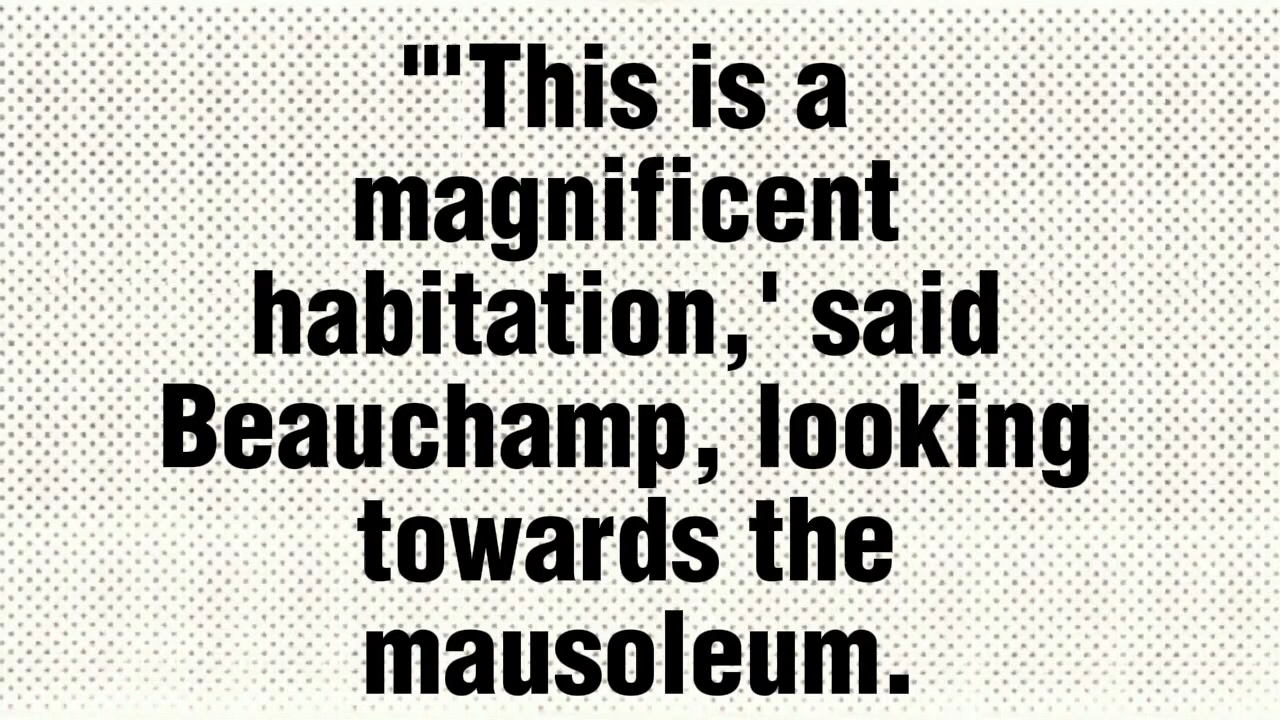 "'This is a
magnificent
habitation,' said
Beauchamp, looking
towards the
mausoleum.